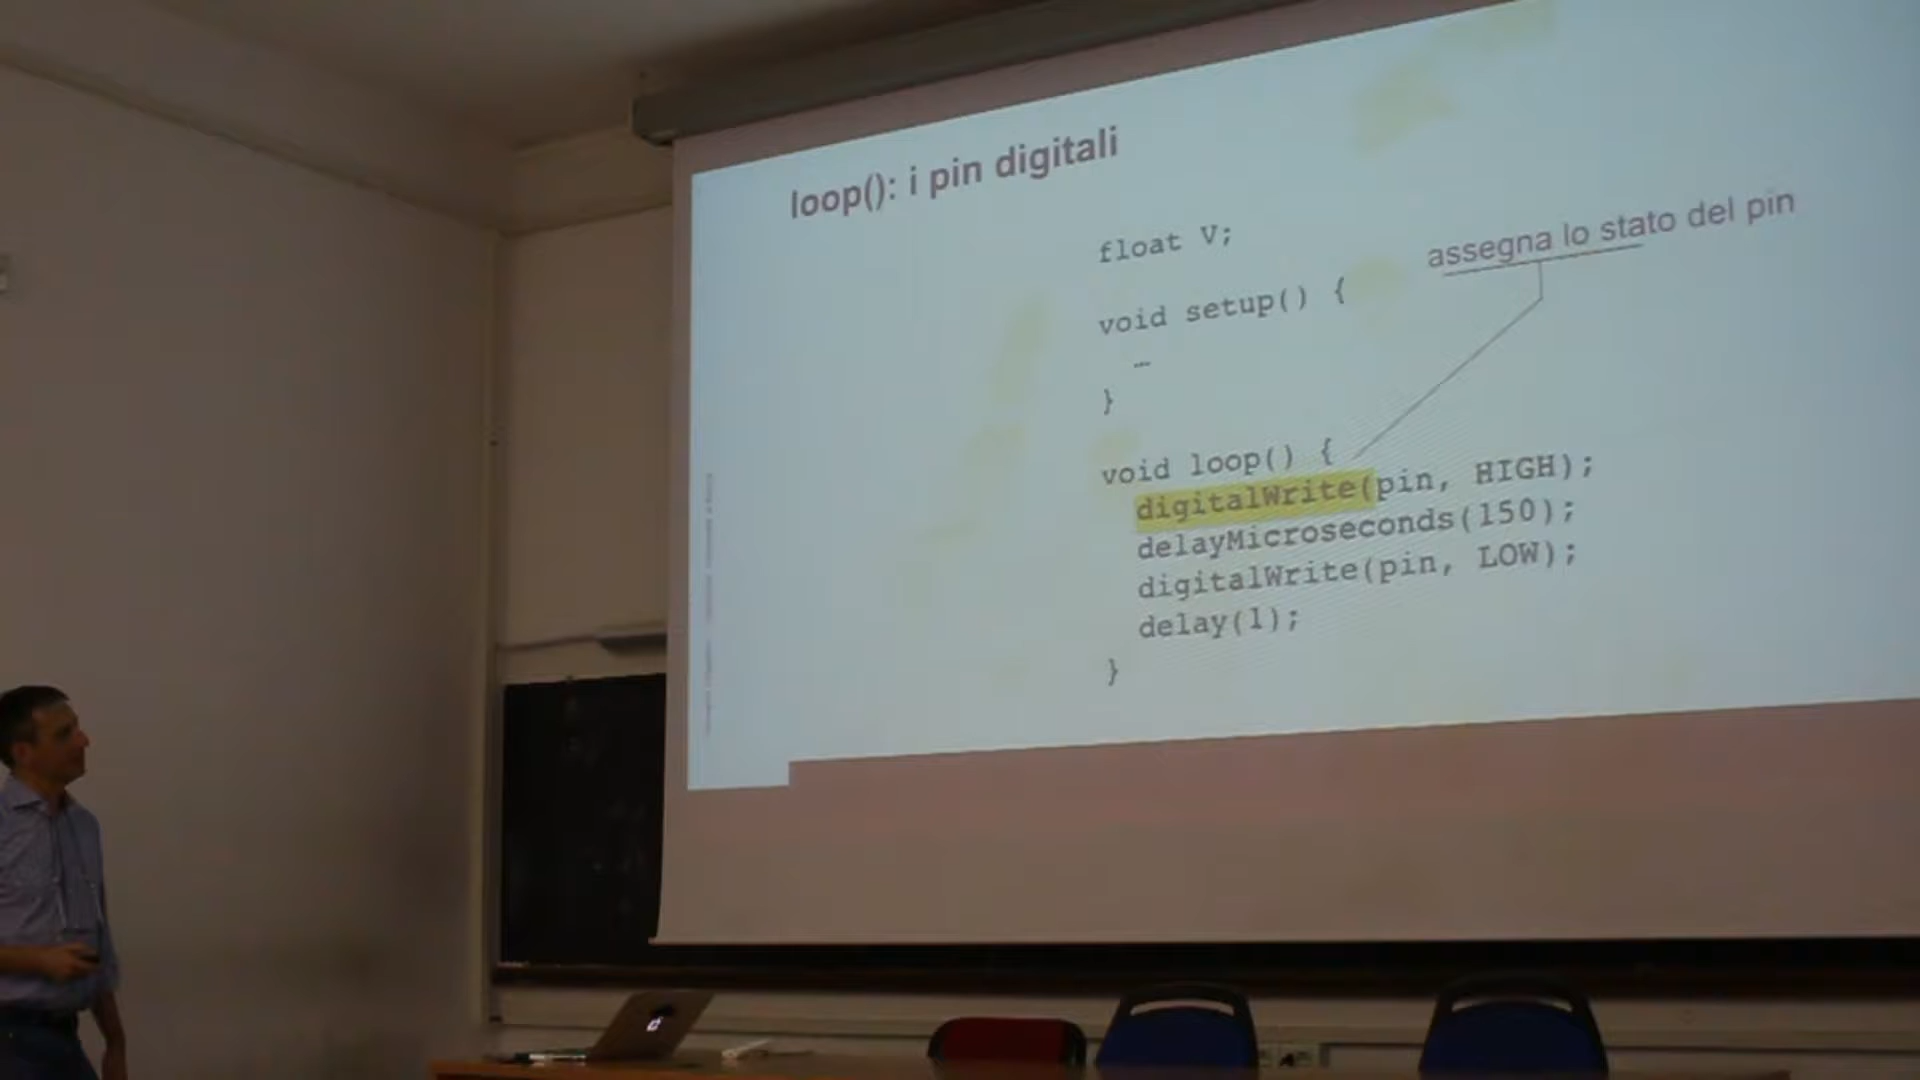 loop(): i pin digitali
float V;
assegna lo stato del pin
void setup() {
…
}
void loop() {
digitalWrite(pin, HIGH);
delayMicroseconds(150);
digitalWrite(pin, LOW);
delay(1);
}